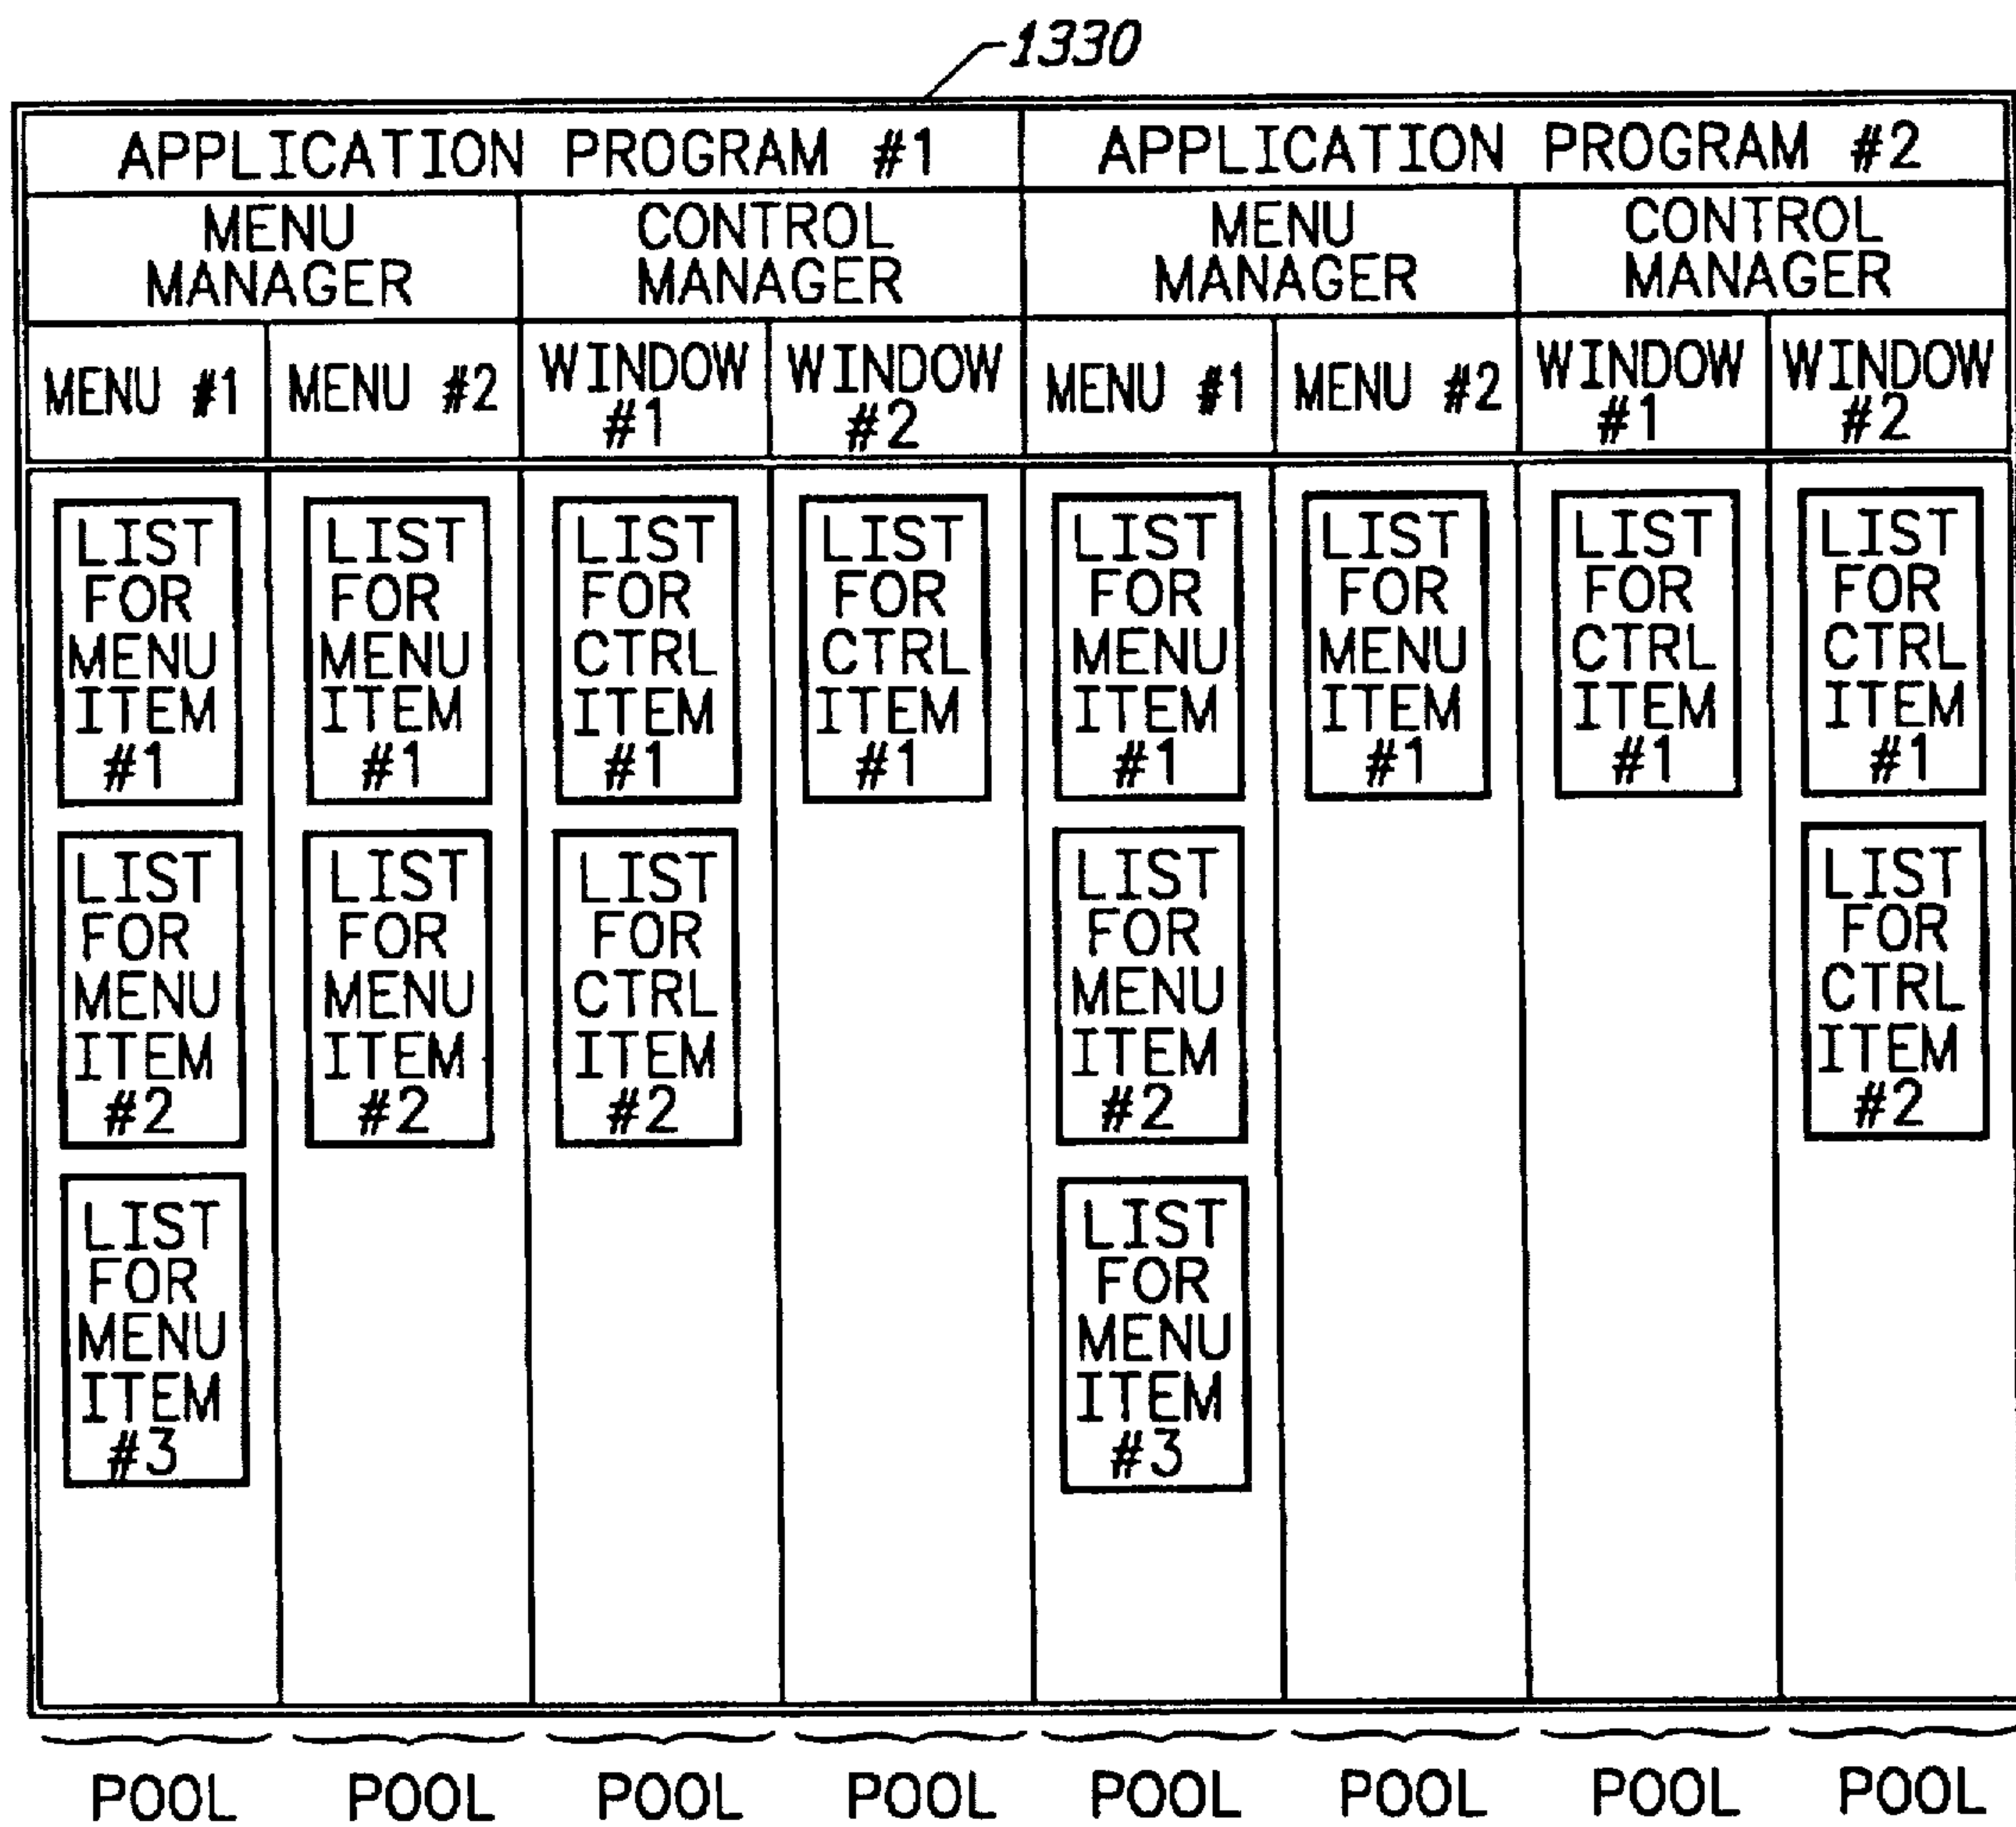 1330
APPLICATION PROGRAM #1
APPLICATION PROGRAM #2
MENU
MANAGER
CONTROL
MANAGER
MENU
MANAGER
CONTROL
MANAGER
MENU #1
MENU #2
WINDOW
#1
WINDOW
#2
MENU #1
MENU #2
WINDOW
#1
WINDOW
#2
LIST
FOR
MENU
ITEM
#1
LIST
FOR
MENU
ITEM
#1
LIST
FOR
CTRL
ITEM
#1
LIST
FOR
CTRL
ITEM
#1
LIST
FOR
MENU
ITEM
#1
LIST
FOR
MENU
ITEM
#1
LIST
FOR
CTRL
ITEM
#1
LIST
FOR
CTRL
ITEM
#1
LIST
FOR
MENU
ITEM
#2
LIST
FOR
MENU
ITEM
#2
LIST
FOR
CTRL
ITEM
#2
LIST
FOR
MENU
ITEM
#2
LIST
FOR
CTRL
ITEM
#2
LIST
FOR
MENU
ITEM
#3
LIST
FOR
MENU
ITEM
#3
POOL
POOL
POOL
POOL
POOL
POOL
POOL
POOL